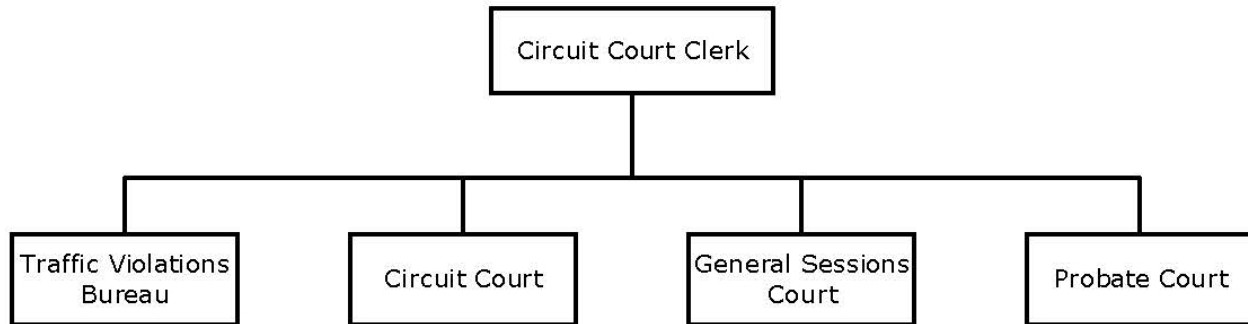 Circuit Court Clerk
Traffic Violations
Bureau
Circuit Court
General Sessions
Court
Probate Court